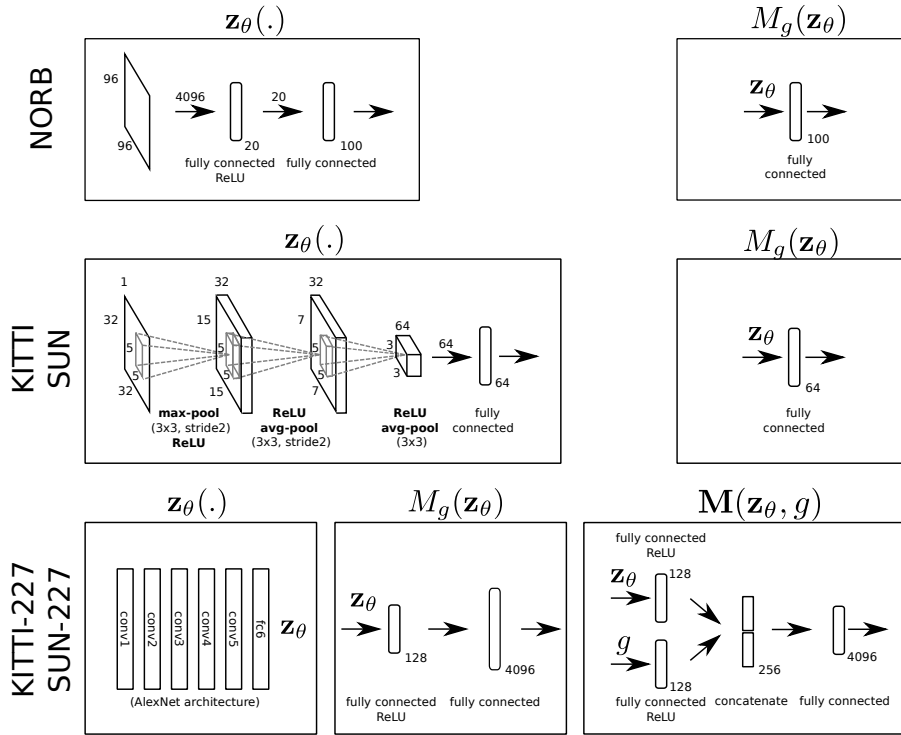 NORB
z_θ(.)
96
96
4096
20
20
100
fully connected
ReLU
fully connected
M_g(z_θ)
z_θ
100
fully
connected
KITTI
SUN
z_θ(.)
1
32
32
5
5
32
15
15
5
5
32
7
7
5
5
64
3
3
64
64
max-pool
(3x3, stride2)
ReLU
ReLU
avg-pool
(3x3, stride2)
ReLU
avg-pool
(3x3)
fully
connected
M_g(z_θ)
z_θ
64
fully
connected
KITTI-227
SUN-227
z_θ(.)
conv1
conv2
conv3
conv4
conv5
fc6
z_θ
(AlexNet architecture)
M_g(z_θ)
z_θ
128
4096
fully connected
ReLU
fully connected
M(z_θ, g)
fully connected
ReLU
z_θ
128
g
128
fully connected
ReLU
256
concatenate
4096
fully connected